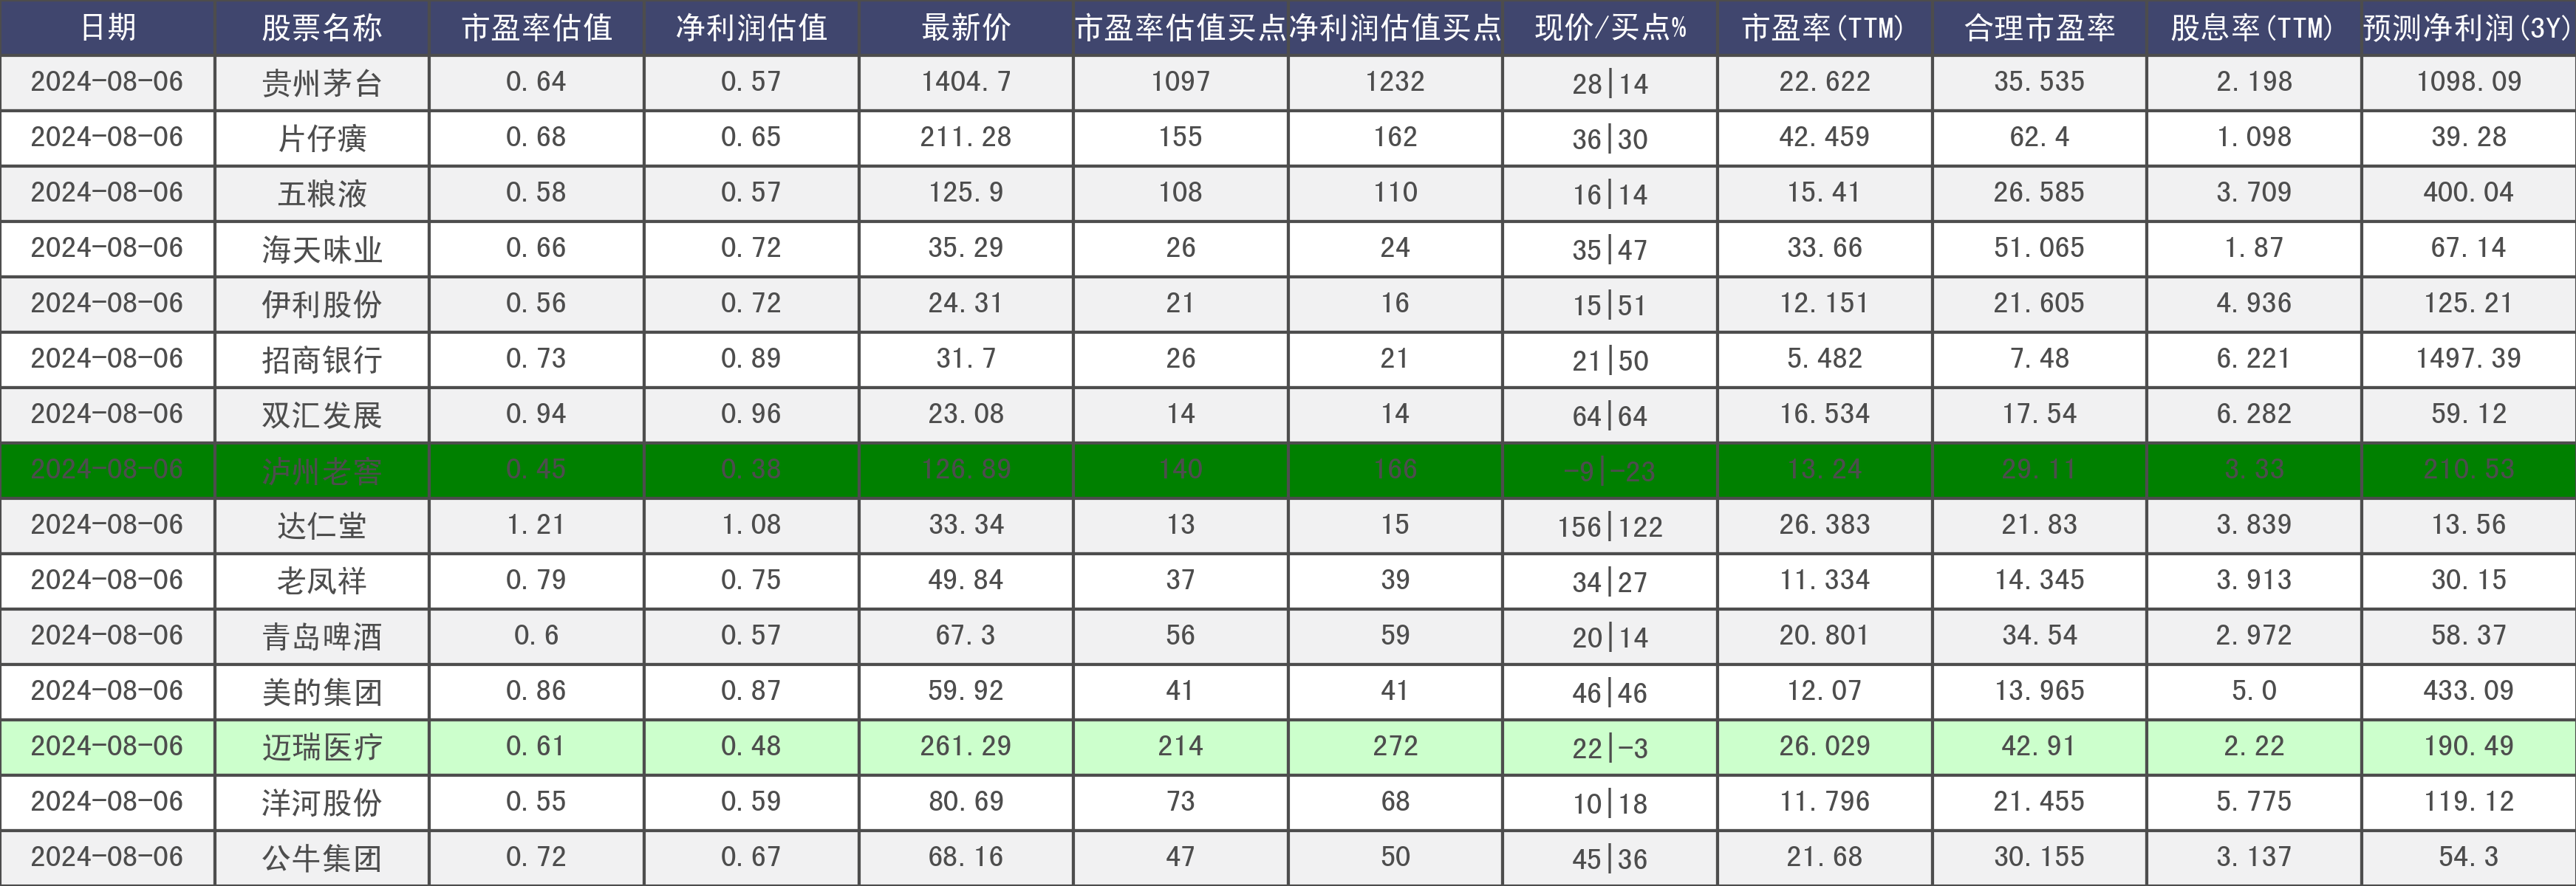 日期 股票名称 市盈率估值 净利润估值 最新价 市盈率估值买点 净利润估值买点 现价/买点% 市盈率(TTM) 合理市盈率 股息率(TTM) 预测净利润(3Y)
2024-08-06 贵州茅台 0.64 0.57 1404.7 1097 1232 28|14 22.622 35.535 2.198 1098.09
2024-08-06 片仔癀 0.68 0.65 211.28 155 162 36|30 42.459 62.4 1.098 39.28
2024-08-06 五粮液 0.58 0.57 125.9 108 110 16|14 15.41 26.585 3.709 400.04
2024-08-06 海天味业 0.66 0.72 35.29 26 24 35|47 33.66 51.065 1.87 67.14
2024-08-06 伊利股份 0.56 0.72 24.31 21 16 15|51 12.151 21.605 4.936 125.21
2024-08-06 招商银行 0.73 0.89 31.7 26 21 21|50 5.482 7.48 6.221 1497.39
2024-08-06 双汇发展 0.94 0.96 23.08 14 14 64|64 16.534 17.54 6.282 59.12
2024-08-06 泸州老窖 0.45 0.38 126.89 140 166 -9|-23 13.24 29.11 3.33 210.53
2024-08-06 达仁堂 1.21 1.08 33.34 13 15 156|122 26.383 21.83 3.839 13.56
2024-08-06 老凤祥 0.79 0.75 49.84 37 39 34|27 11.334 14.345 3.913 30.15
2024-08-06 青岛啤酒 0.6 0.57 67.3 56 59 20|14 20.801 34.54 2.972 58.37
2024-08-06 美的集团 0.86 0.87 59.92 41 41 46|46 12.07 13.965 5.0 433.09
2024-08-06 迈瑞医疗 0.61 0.48 261.29 214 272 22|-3 26.029 42.91 2.22 190.49
2024-08-06 洋河股份 0.55 0.59 80.69 73 68 10|18 11.796 21.455 5.775 119.12
2024-08-06 公牛集团 0.72 0.67 68.16 47 50 45|36 21.68 30.155 3.137 54.3